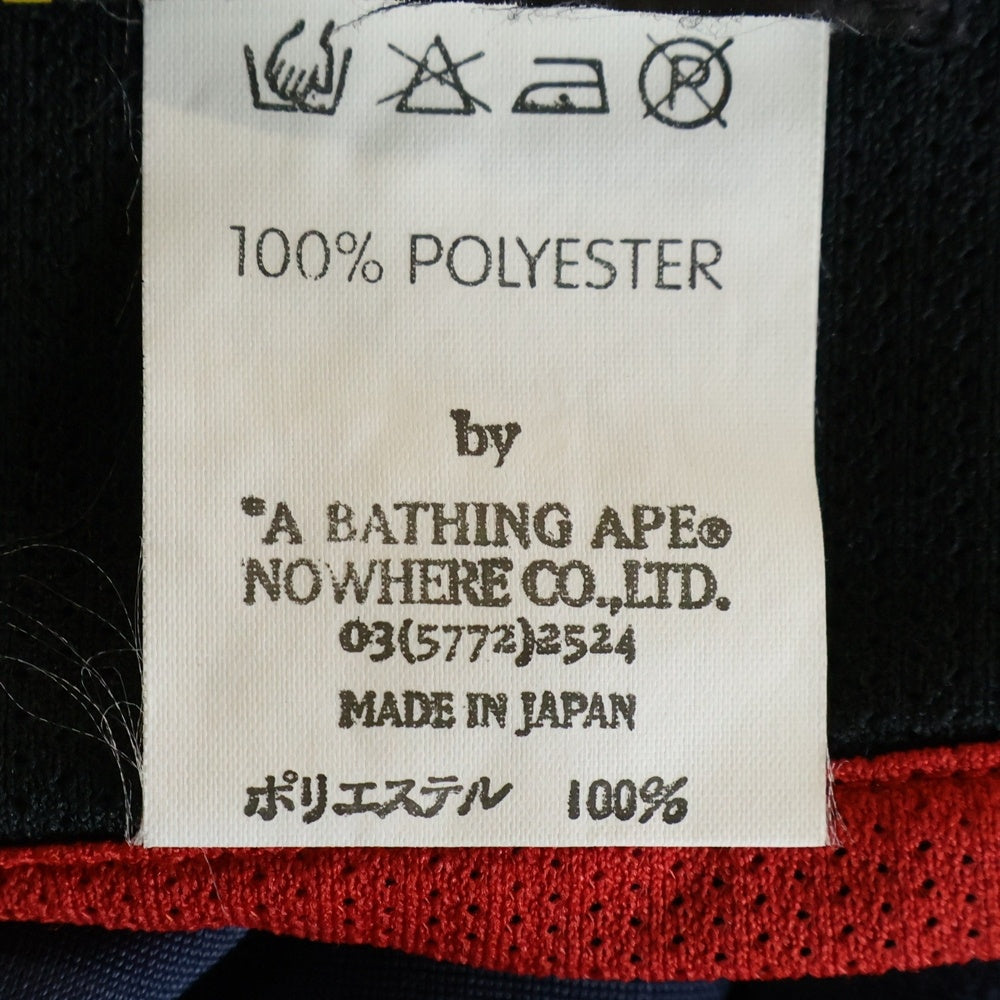 100% POLYESTER
by
*A BATHING APE®
NOWHERE CO.,LTD.
03(5772)2524
MADE IN JAPAN
ポリエステル 100%